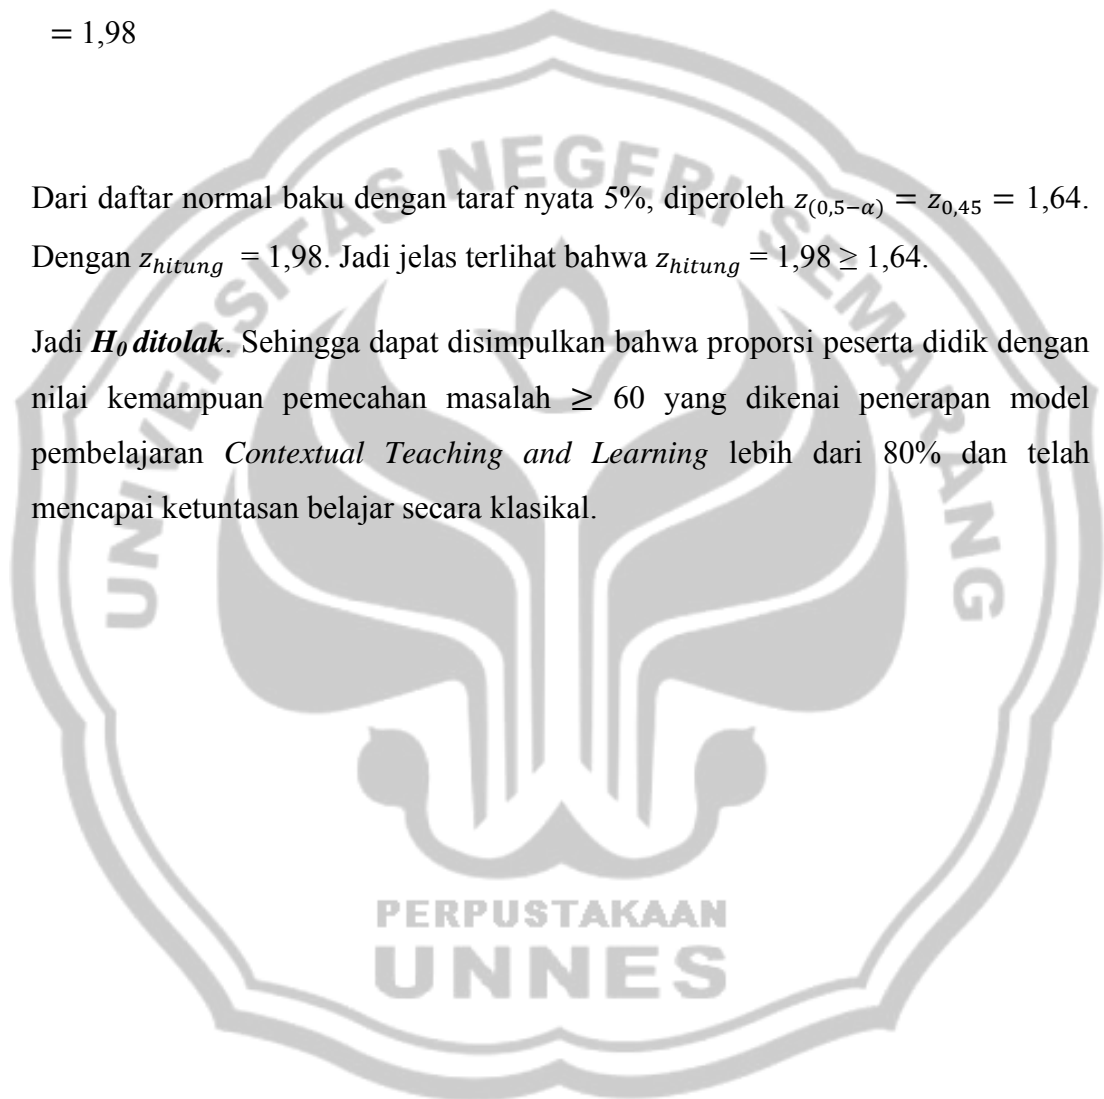 = 1,98
Dari daftar normal baku dengan taraf nyata 5%, diperoleh z(0,5−α) = z0,45 = 1,64.
Dengan zhitung = 1,98. Jadi jelas terlihat bahwa zhitung = 1,98 ≥ 1,64.
Jadi H0 ditolak. Sehingga dapat disimpulkan bahwa proporsi peserta didik dengan
nilai kemampuan pemecahan masalah ≥ 60 yang dikenai penerapan model
pembelajaran Contextual Teaching and Learning lebih dari 80% dan telah
mencapai ketuntasan belajar secara klasikal.
UNIVERSITAS NEGERI SEMARANG
PERPUSTAKAAN
UNNES